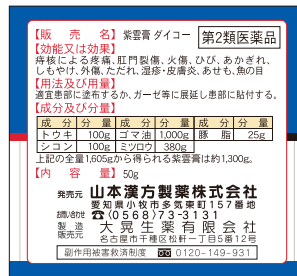 【販売名】紫雲膏 ダイコー 第2類医薬品
【効能又は効果】
痔核による疼痛、肛門裂傷、火傷、ひび、あかぎれ、
しもやけ、外傷、ただれ、湿疹・皮膚炎、あせも、魚の目
【用法及び用量】
適宜患部に塗布するか、ガーゼ等に展延し患部に貼付する。
【成分及び分量】
成分 分量 成分 分量 成分 分量
トウキ 100g ゴマ油 1,000g 豚脂 25g
シコン 100g ミツロウ 380g
上記の全量1,605gから得られる紫雲膏は約1,300g。
【内容量】50g
発売元 山本漢方製薬株式会社
愛知県小牧市多気東町157番地
お問い合わせ ☎(0568)73-3131
製造販売元 大晃生薬有限会社
名古屋市千種区松軒一丁目5番12号
副作用被害救済制度 0120-149-931